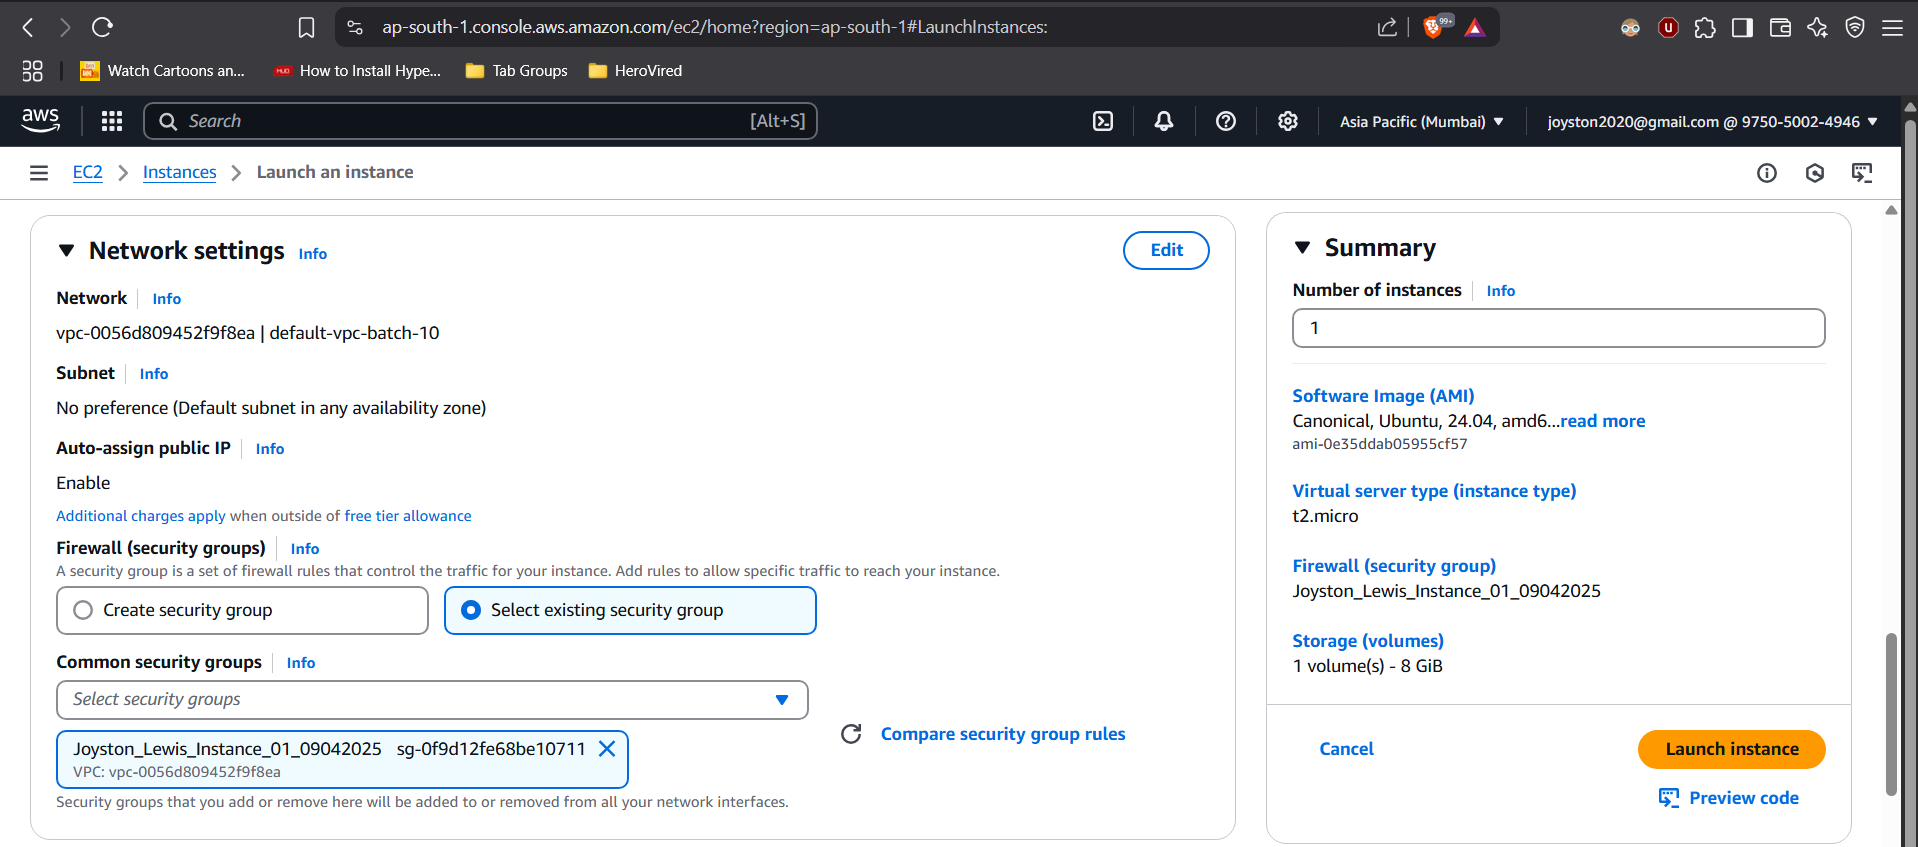 ap-south-1.console.aws.amazon.com/ec2/home?region=ap-south-1#LaunchInstances:
99+
Watch Cartoons an...
How to Install Hype...
Tab Groups
HeroVired
aws
Search
[Alt+S]
Asia Pacific (Mumbai)
joyston2020@gmail.com @ 9750-5002-4946
EC2
Instances
Launch an instance
Network settings Info
Edit
Network Info
vpc-0056d809452f9f8ea | default-vpc-batch-10
Subnet Info
No preference (Default subnet in any availability zone)
Auto-assign public IP Info
Enable
Additional charges apply when outside of free tier allowance
Firewall (security groups) Info
A security group is a set of firewall rules that control the traffic for your instance. Add rules to allow specific traffic to reach your instance.
Create security group
Select existing security group
Common security groups Info
Select security groups
Joyston_Lewis_Instance_01_09042025 sg-0f9d12fe68be10711
VPC: vpc-0056d809452f9f8ea
Compare security group rules
Security groups that you add or remove here will be added to or removed from all your network interfaces.
Summary
Number of instances Info
1
Software Image (AMI)
Canonical, Ubuntu, 24.04, amd6...read more
ami-0e35ddab05955cf57
Virtual server type (instance type)
t2.micro
Firewall (security group)
Joyston_Lewis_Instance_01_09042025
Storage (volumes)
1 volume(s) - 8 GiB
Cancel
Launch instance
Preview code